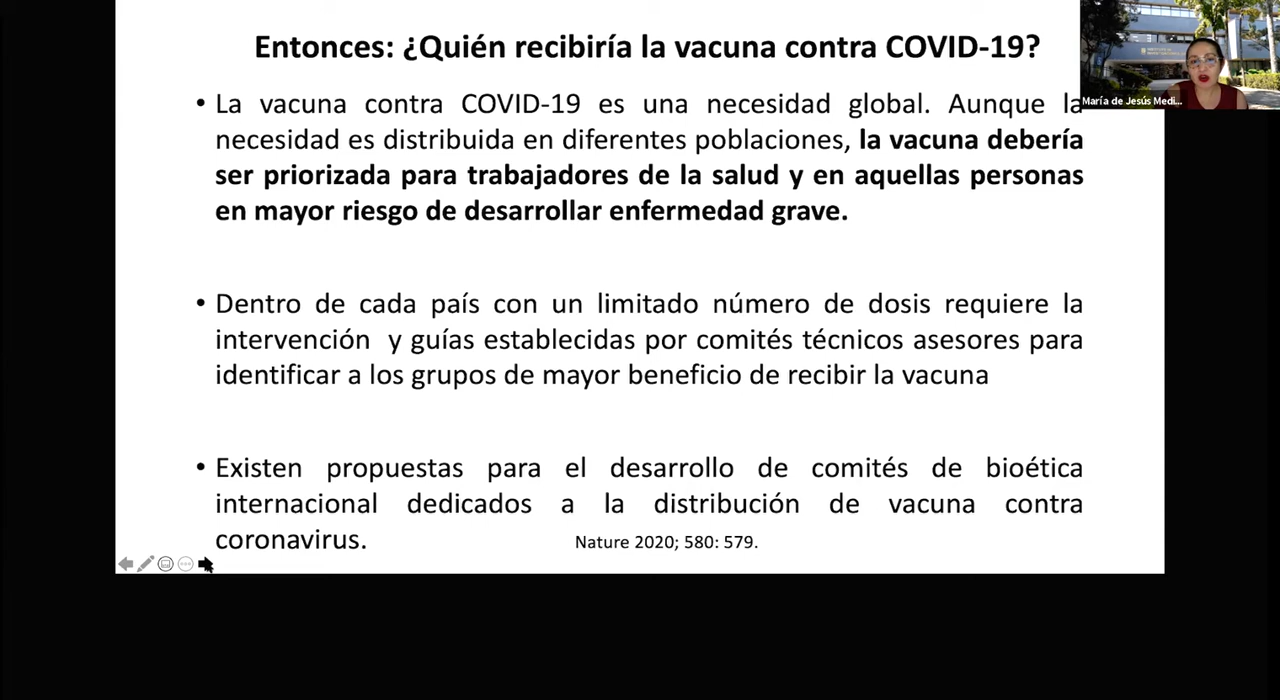 Entonces: ¿Quién recibiría la vacuna contra COVID-19?
• La vacuna contra COVID-19 es una necesidad global. Aunque la
necesidad es distribuida en diferentes poblaciones, la vacuna debería
ser priorizada para trabajadores de la salud y en aquellas personas
en mayor riesgo de desarrollar enfermedad grave.
• Dentro de cada país con un limitado número de dosis requiere la
intervención y guías establecidas por comités técnicos asesores para
identificar a los grupos de mayor beneficio de recibir la vacuna
• Existen propuestas para el desarrollo de comités de bioética
internacional dedicados a la distribución de vacuna contra
coronavirus.
Nature 2020; 580: 579.
María de Jesús Medi...